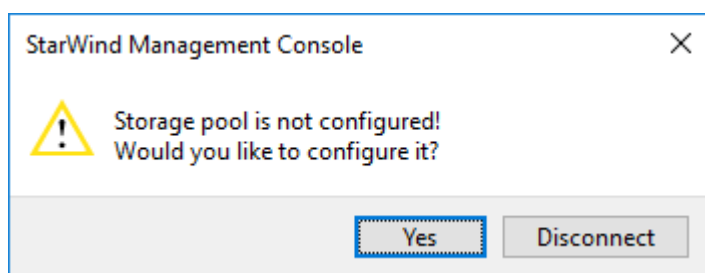 StarWind Management Console
Storage pool is not configured!
Would you like to configure it?
Yes
Disconnect